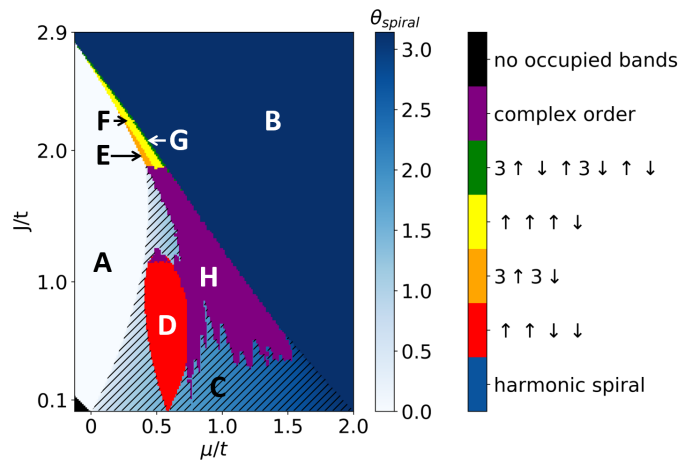 θspiral
2.9
2.0
1.0
0.1
J/t
0
0.5
1.0
1.5
2.0
μ/t
A
B
C
D
E
F
G
H
3.0
2.5
2.0
1.5
1.0
0.5
0.0
no occupied bands
complex order
3 ↑ ↓ ↑ 3 ↓ ↑ ↓
↑ ↑ ↑ ↓
3 ↑ 3 ↓
↑ ↑ ↓ ↓
harmonic spiral